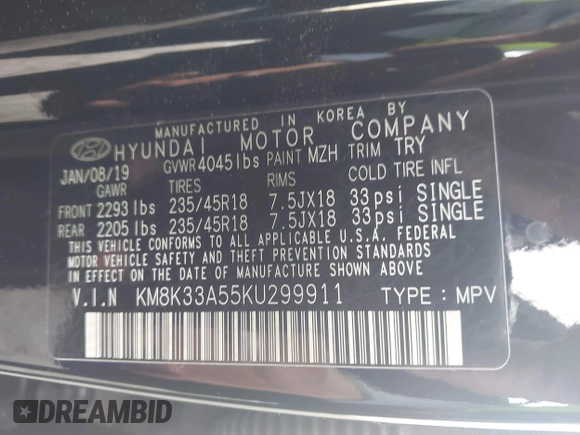 MANUFACTURED IN KOREA BY
HYUNDAI MOTOR COMPANY
JAN/08/19 GVWR 4045lbs PAINT MZH TRIM TRY
GAWR TIRES RIMS COLD TIRE INFL
FRONT 2293 lbs 235/45R18 7.5JX18 33psi SINGLE
REAR 2205 lbs 235/45R18 7.5JX18 33psi SINGLE
THIS VEHICLE CONFORMS TO ALL APPLICABLE U.S.A. FEDERAL
MOTOR VEHICLE SAFETY AND THEFT PREVENTION STANDARDS
IN EFFECT ON THE DATE OF MANUFACTURE SHOWN ABOVE.
V.I.N KM8K33A55KU299911 TYPE : MPV
DREAMBID